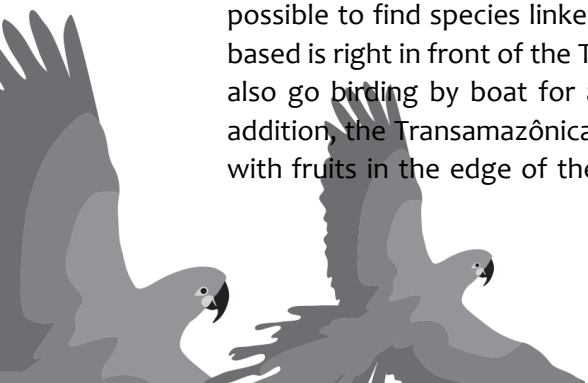 possible to find species linke
based is right in front of the T
also go birding by boat for
addition, the Transamazônica
with fruits in the edge of the